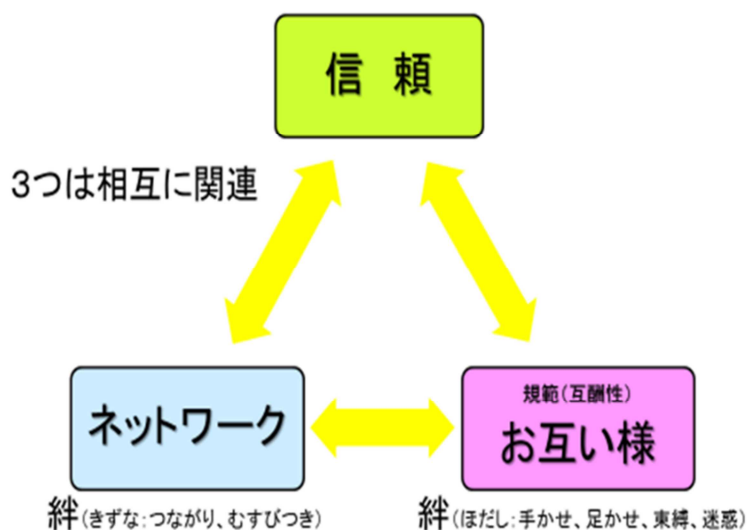 信 頼
3つは相互に関連
ネットワーク
規範(互酬性)
お互い様
絆(きずな:つながり、むすびつき)
絆(ほだし:手かせ、足かせ、束縛、迷惑)